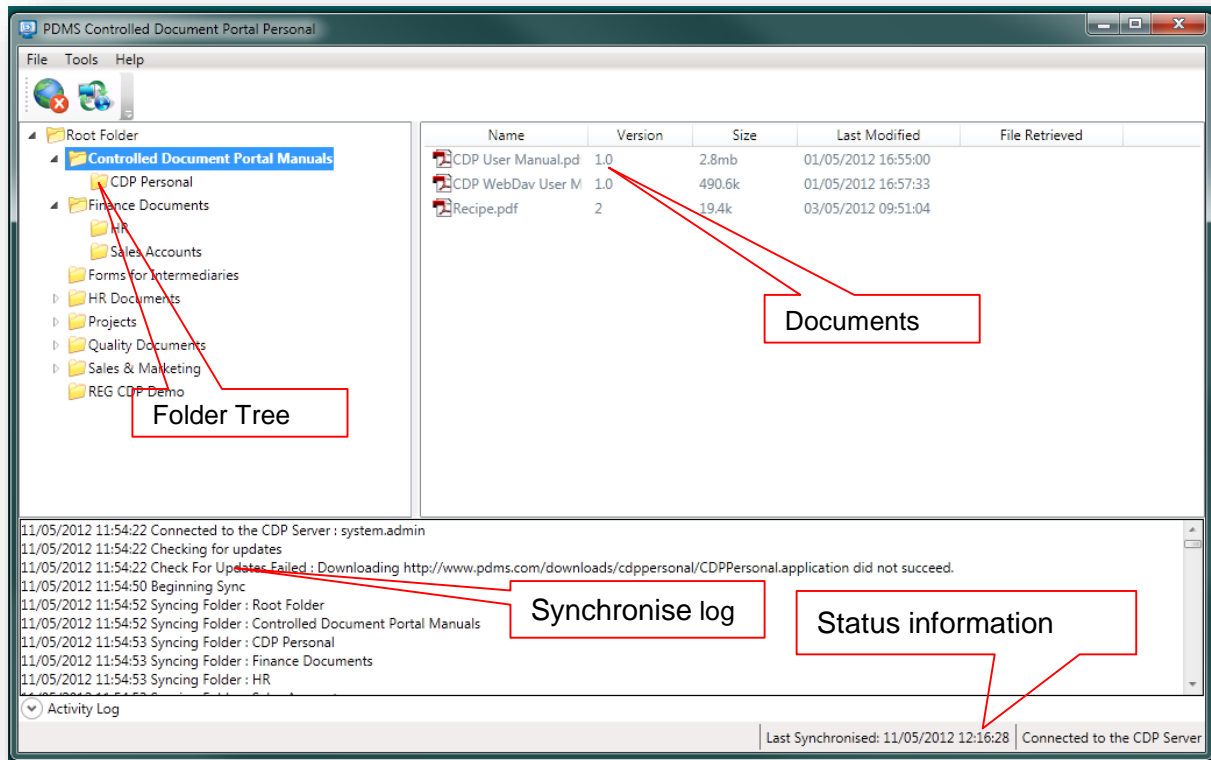 PDMS Controlled Document Portal Personal
File Tools Help
Root Folder
Controlled Document Portal Manuals
CDP Personal
Finance Documents
HR
Sales Accounts
Forms for Intermediaries
HR Documents
Projects
Quality Documents
Sales & Marketing
REG CDP Demo
Folder Tree
Name Version Size Last Modified File Retrieved
CDP User Manual.pd 1.0 2.8mb 01/05/2012 16:55:00
CDP WebDav User M 1.0 490.6k 01/05/2012 16:57:33
Recipe.pdf 2 19.4k 03/05/2012 09:51:04
Documents
11/05/2012 11:54:22 Connected to the CDP Server : system.admin
11/05/2012 11:54:22 Checking for updates
11/05/2012 11:54:22 Check For Updates Failed : Downloading http://www.pdms.com/downloads/cdppersonal/CDPPersonal.application did not succeed.
11/05/2012 11:54:50 Beginning Sync
11/05/2012 11:54:52 Syncing Folder : Root Folder
11/05/2012 11:54:52 Syncing Folder : Controlled Document Portal Manuals
11/05/2012 11:54:53 Syncing Folder : CDP Personal
11/05/2012 11:54:53 Syncing Folder : Finance Documents
11/05/2012 11:54:53 Syncing Folder : HR
Synchronise log
Status information
Activity Log
Last Synchronised: 11/05/2012 12:16:28 Connected to the CDP Server